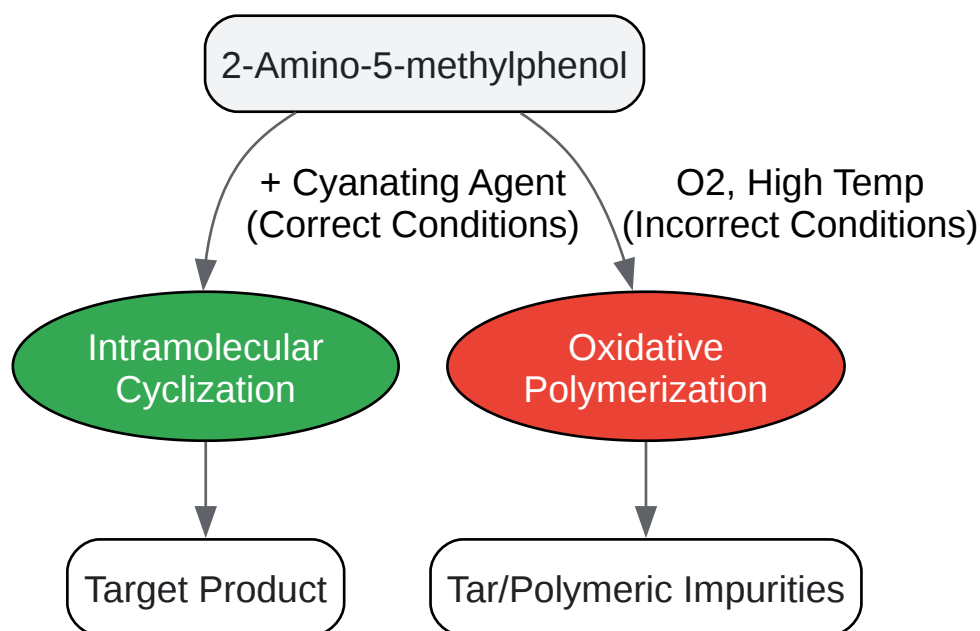 2-Amino-5-methylphenol
+ Cyanating Agent
(Correct Conditions)
O2, High Temp
(Incorrect Conditions)
Intramolecular
Cyclization
Oxidative
Polymerization
Target Product
Tar/Polymeric Impurities